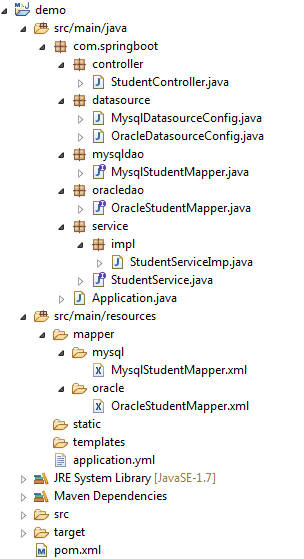 demo
src/main/java
com.springboot
controller
StudentController.java
datasource
MysqlDatasourceConfig.java
OracleDatasourceConfig.java
mysqldao
MysqlStudentMapper.java
oracledao
OracleStudentMapper.java
service
impl
StudentServiceImp.java
StudentService.java
Application.java
src/main/resources
mapper
mysql
MysqlStudentMapper.xml
oracle
OracleStudentMapper.xml
static
templates
application.yml
JRE System Library [JavaSE-1.7]
Maven Dependencies
src
target
pom.xml